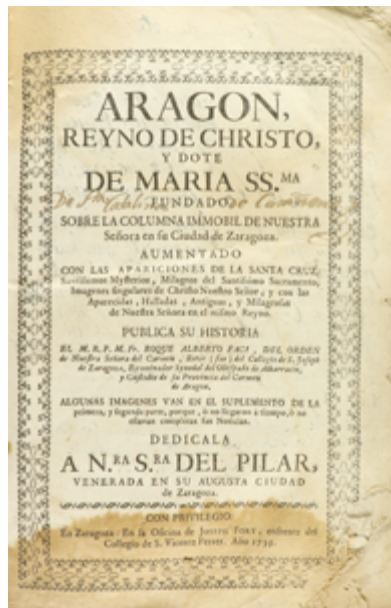 ARAGON,
REYNO DE CHRISTO,
Y DOTE
DE MARIA SS.MA
FUNDADO
SOBRE LA COLUMNA IMMOBIL DE NUESTRA
Señora en su Ciudad de Zaragoza.
AUMENTADO
CON LAS APARICIONES DE LA SANTA CRUZ,
Santissimos Mysterios, Milagros del Santissimo Sacramento,
Imagenes singulares de Christo Nuestro Señor, y con las
Aparecidas, Halladas, Antiguas, y Milagrosas
de Nuestra Señora en el mismo Reyno.
PUBLICA SU HISTORIA
EL M. R. P. M. Fr. ROQUE ALBERTO FACI, DEL ORDEN
de Nuestra Señora del Carmen, Retor (fue) del Collegio de S. Joseph
de Zaragoza, Examinador Synodal del Obispado de Albarracin,
y Custodio de su Provincia del Carmen
de Aragon.
ALGUNAS IMAGENES VAN EN EL SUPLEMENTO DE LA
primera, y segunda parte, porque, ò no llegaron à tiempo, ò no
estavan completas sus Noticias.
DEDICALA
A N.RA S.RA DEL PILAR,
VENERADA EN SU AUGUSTA CIUDAD
de Zaragoza.
CON PRIVILEGIO:
En Zaragoza: En la Oficina de JOSEPH FORT, enfrente del
Collegio de S. Vicente Ferrer. Año 1739.